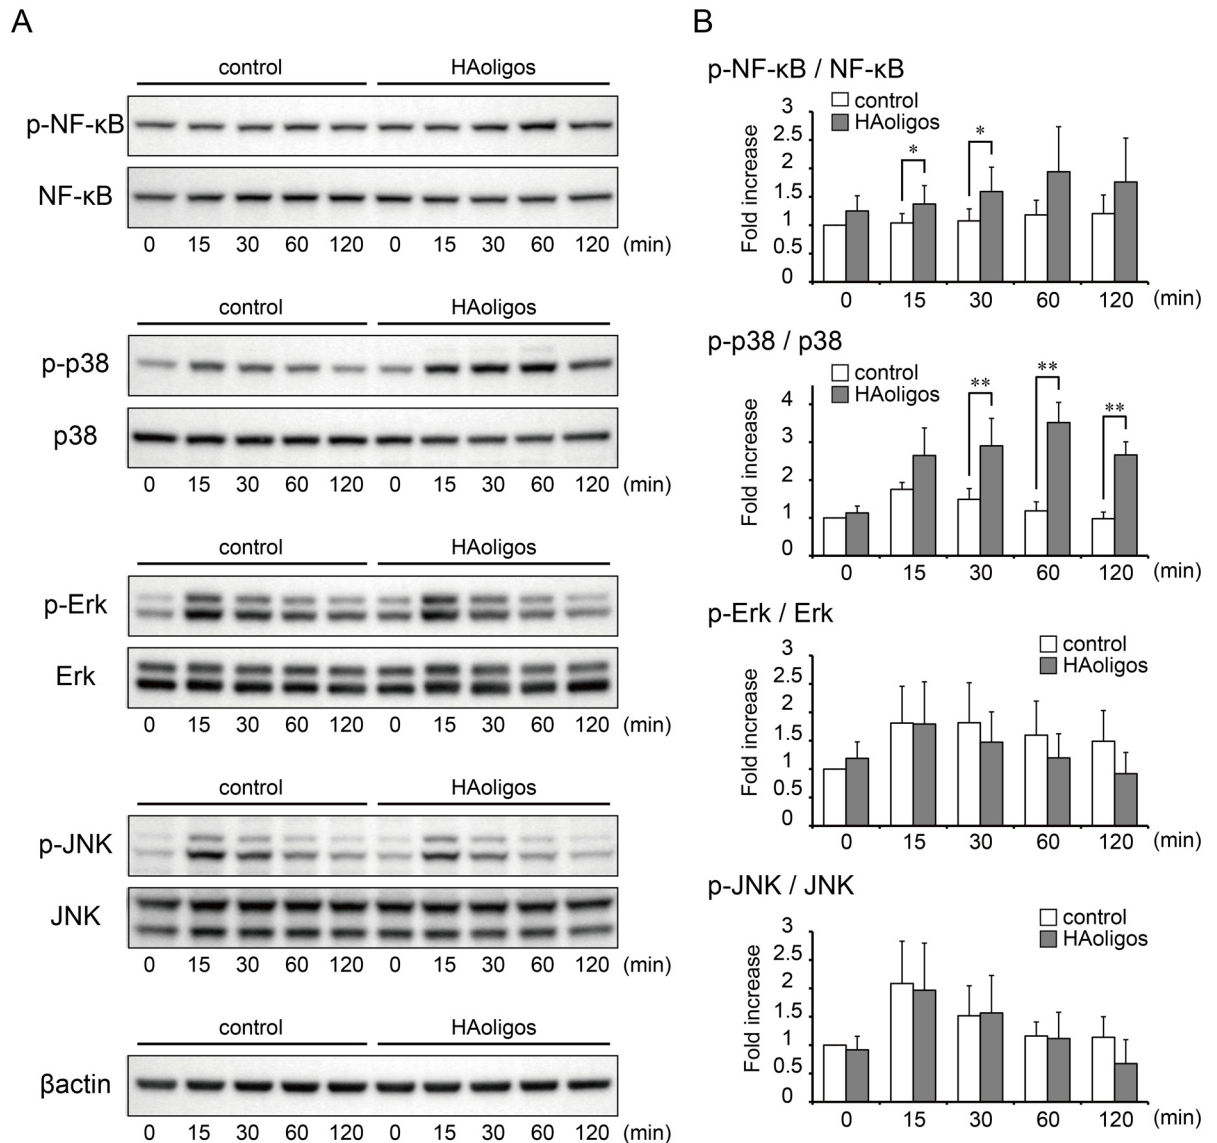 A
control HAoligos
p-NF-κB
NF-κB
0 15 30 60 120 0 15 30 60 120 (min)
control HAoligos
p-p38
p38
0 15 30 60 120 0 15 30 60 120 (min)
control HAoligos
p-Erk
Erk
0 15 30 60 120 0 15 30 60 120 (min)
control HAoligos
p-JNK
JNK
0 15 30 60 120 0 15 30 60 120 (min)
control HAoligos
βactin
0 15 30 60 120 0 15 30 60 120 (min)
B
p-NF-κB / NF-κB
control
HAoligos
Fold increase
3
2.5
2
1.5
1
0.5
0
* *
0 15 30 60 120 (min)
p-p38 / p38
control
HAoligos
Fold increase
4
3
2
1
0
** ** **
0 15 30 60 120 (min)
p-Erk / Erk
control
HAoligos
Fold increase
3
2.5
2
1.5
1
0.5
0
0 15 30 60 120 (min)
p-JNK / JNK
control
HAoligos
Fold increase
3
2.5
2
1.5
1
0.5
0
0 15 30 60 120 (min)